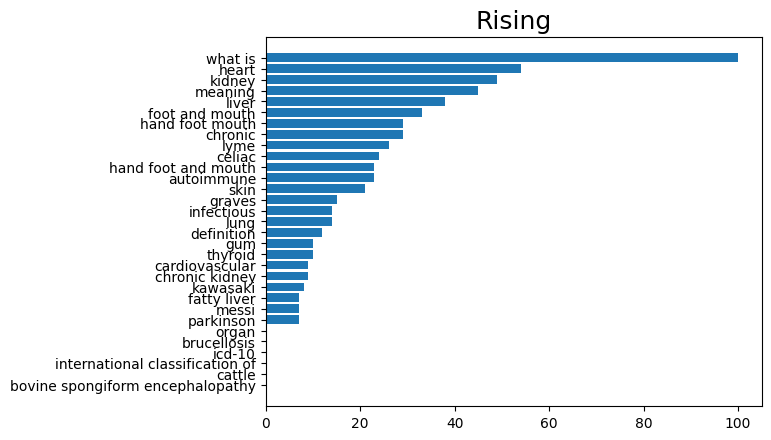 Rising
what is
heart
kidney
meaning
liver
foot and mouth
hand foot mouth
chronic
lyme
celiac
hand foot and mouth
autoimmune
skin
graves
infectious
lung
definition
gum
thyroid
cardiovascular
chronic kidney
kawasaki
fatty liver
messi
parkinson
organ
brucellosis
icd-10
international classification of
cattle
bovine spongiform encephalopathy
0 20 40 60 80 100